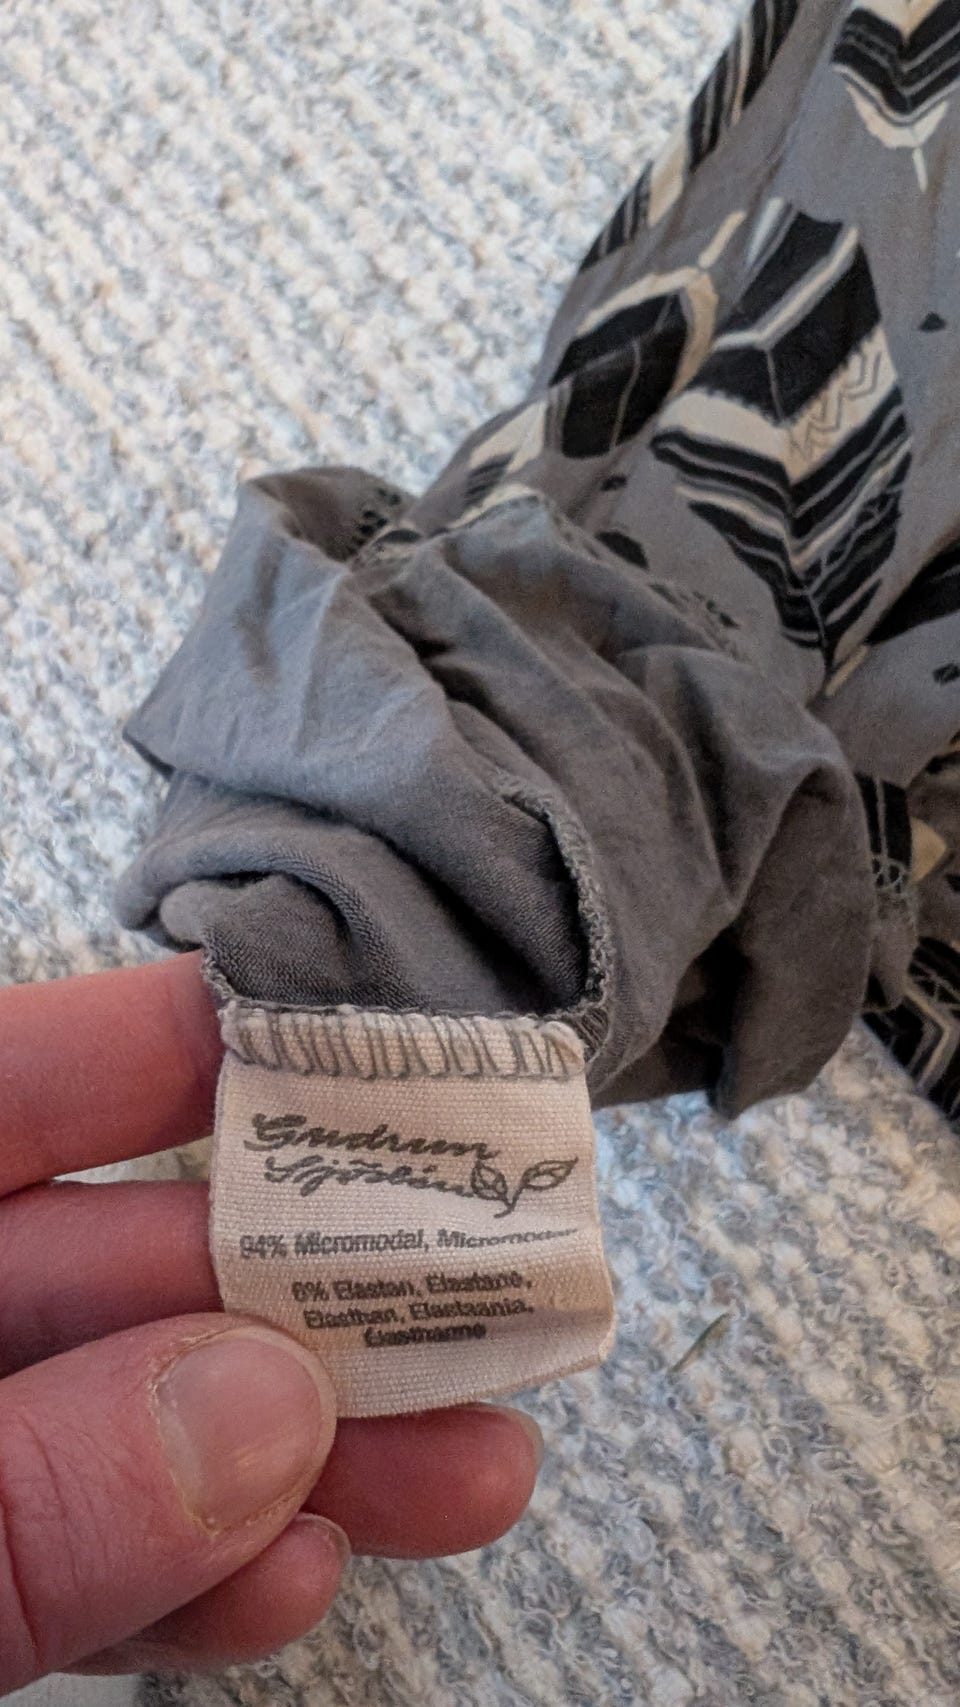 Gudrun
Sjödén
94% Micromodal, Micromodal
6% Elastan, Elastane,
Elasthan, Elastaania,
Elasthanne